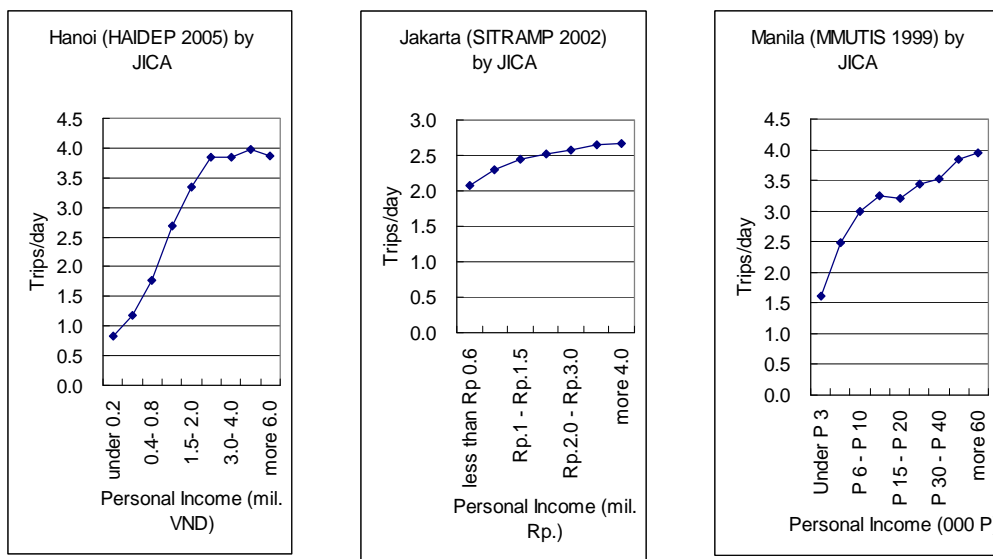 Hanoi (HAIDEP 2005) by
JICA
4.5
4.0
3.5
3.0
2.5
2.0
1.5
1.0
0.5
0.0
Trips/day
under 0.2
0.4- 0.8
1.5- 2.0
3.0- 4.0
more 6.0
Personal Income (mil.
VND)
Jakarta (SITRAMP 2002)
by JICA
3.0
2.5
2.0
1.5
1.0
0.5
0.0
Trips/day
less than Rp 0.6
Rp.1 - Rp.1.5
Rp.2.0 - Rp.3.0
more 4.0
Personal Income (mil.
Rp.)
Manila (MMUTIS 1999) by
JICA
4.5
4.0
3.5
3.0
2.5
2.0
1.5
1.0
0.5
0.0
Trips/day
Under P 3
P 6 - P 10
P 15 - P 20
P 30 - P 40
more 60
Personal Income (000 P